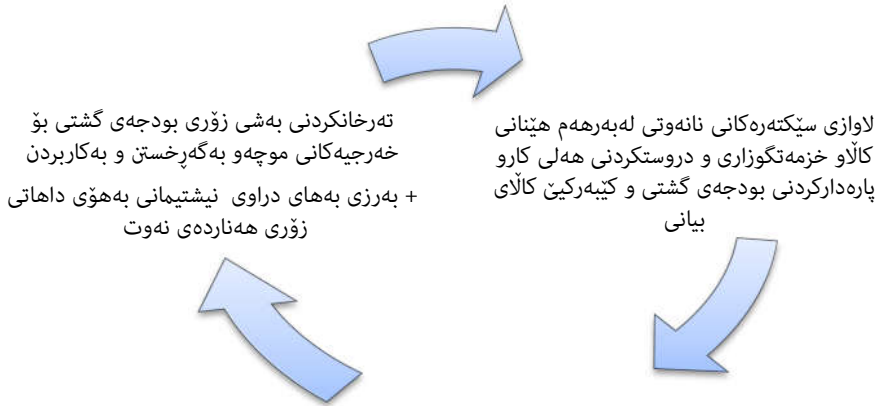 تەرخانکردنی بەشی زۆری بودجەی گشتی بۆ
خەرجیەکانی موچەو بەگەڕخستن و بەکاربردن
+ بەرزی بەهای دراوی نیشتیمانی بەهۆی داهاتی
زۆری هەناردەی نەوت
لاوازی سێکتەرەکانی نانەوتی لەبەرهەم هێنانی
کاڵاو خزمەتگوزاری و دروستکردنی هەلی کارو
پارەدارکردنی بودجەی گشتی و کێبەرکیێ کاڵای
بیانی